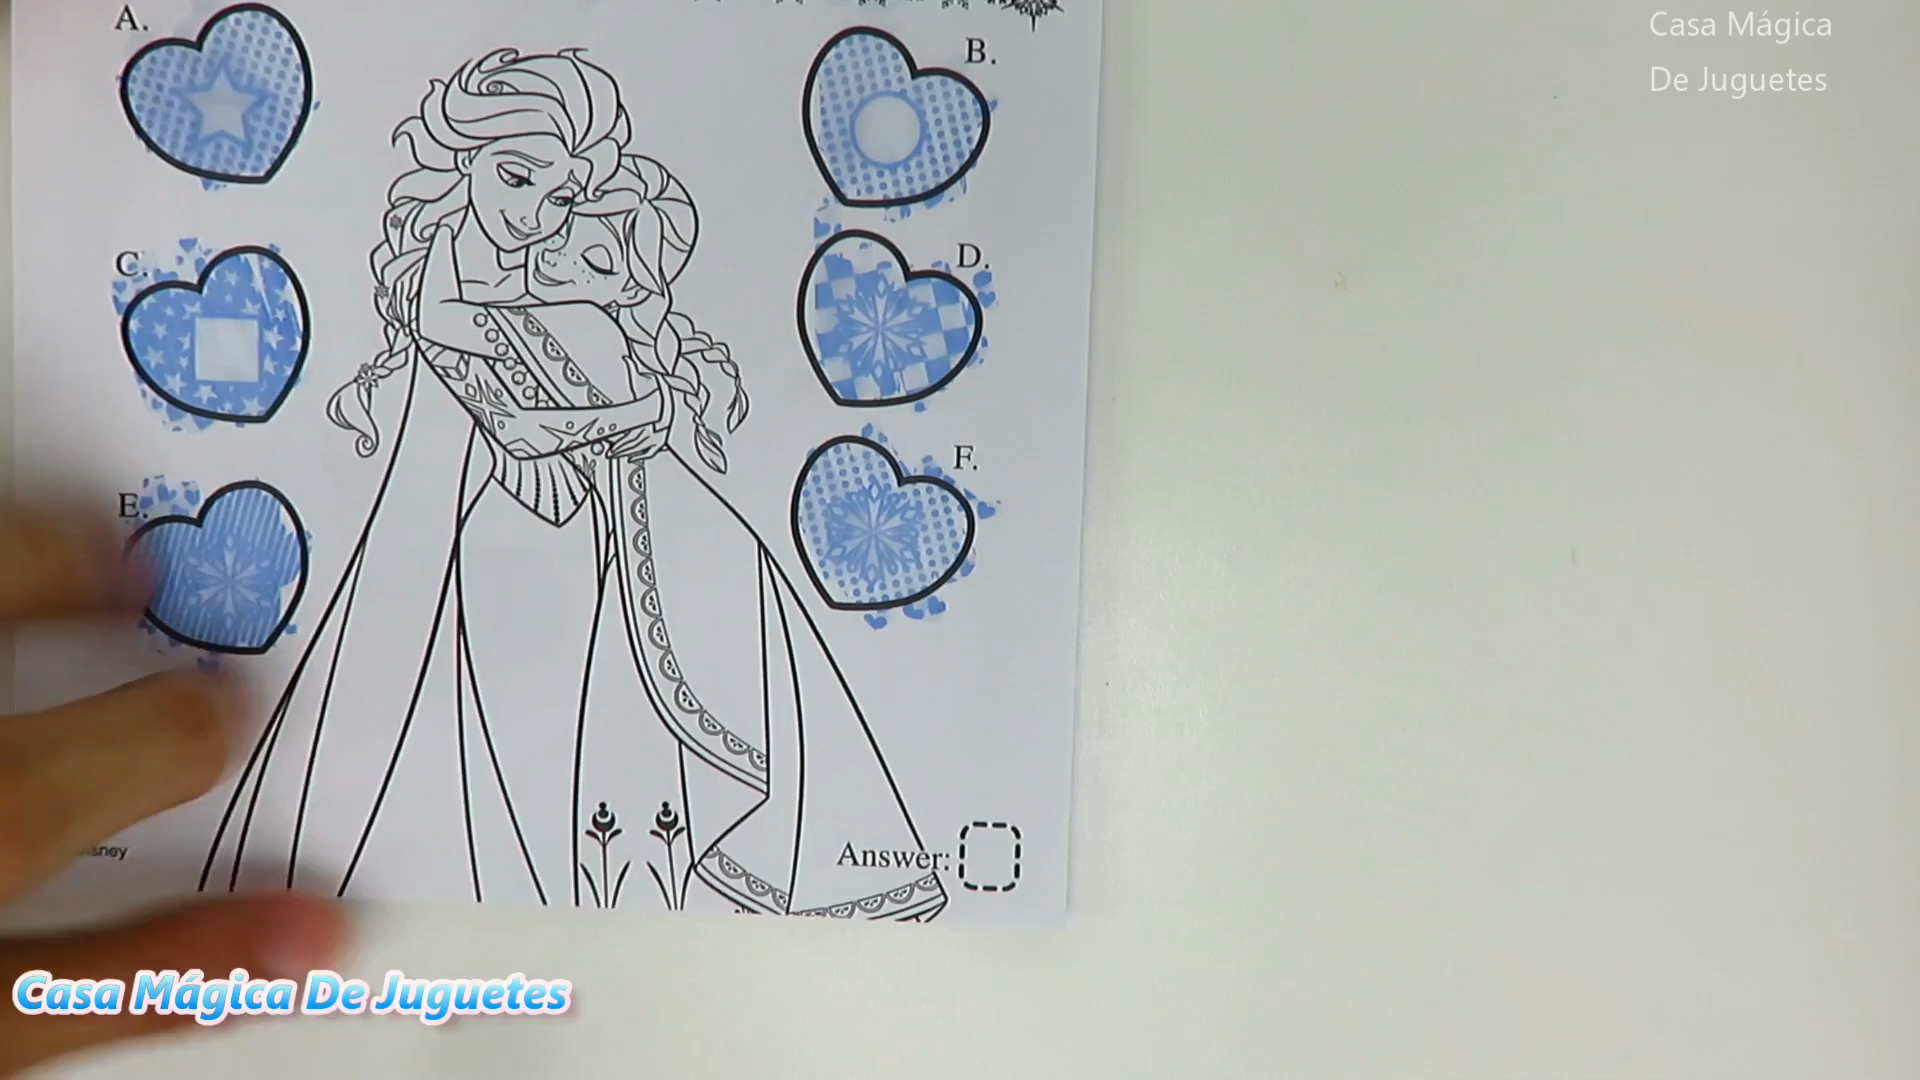 Casa Mágica
De Juguetes
A.
B.
C.
D.
E.
F.
Answer:
Casa Mágica De Juguetes